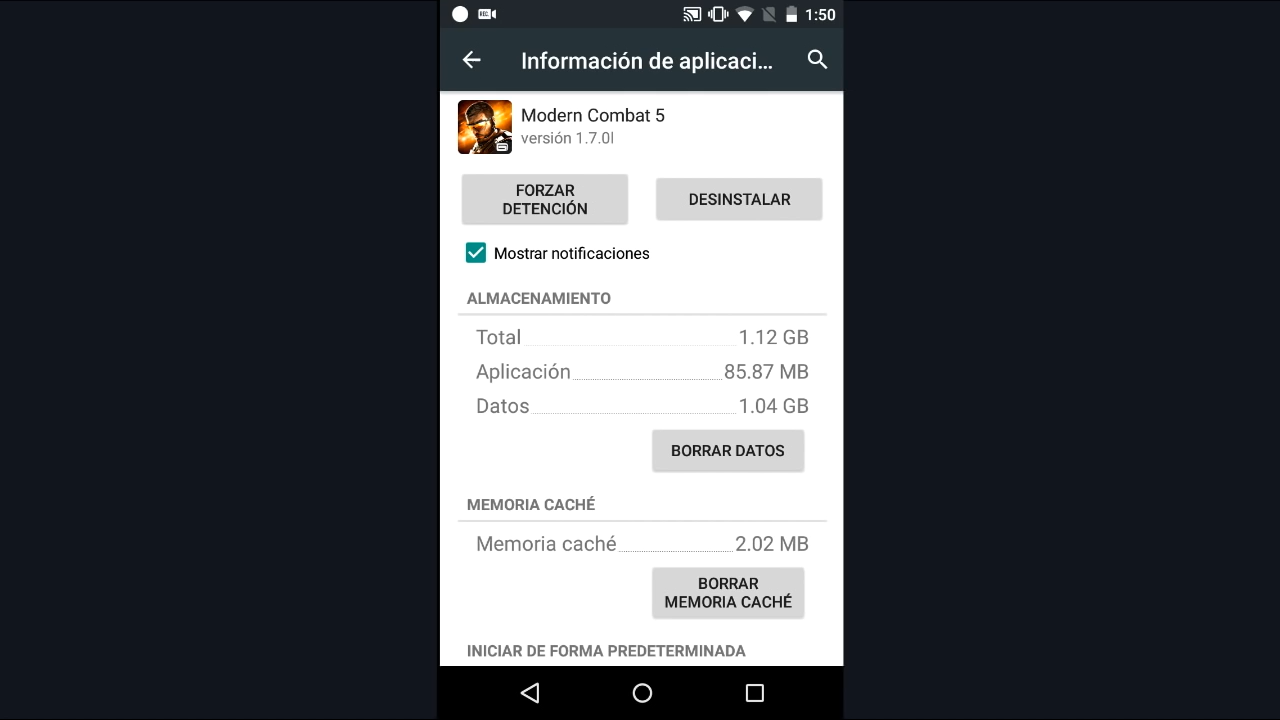 REC 1:50
Información de aplicaci...
Modern Combat 5
versión 1.7.0l
FORZAR
DETENCIÓN
DESINSTALAR
Mostrar notificaciones
ALMACENAMIENTO
Total 1.12 GB
Aplicación 85.87 MB
Datos 1.04 GB
BORRAR DATOS
MEMORIA CACHÉ
Memoria caché 2.02 MB
BORRAR
MEMORIA CACHÉ
INICIAR DE FORMA PREDETERMINADA